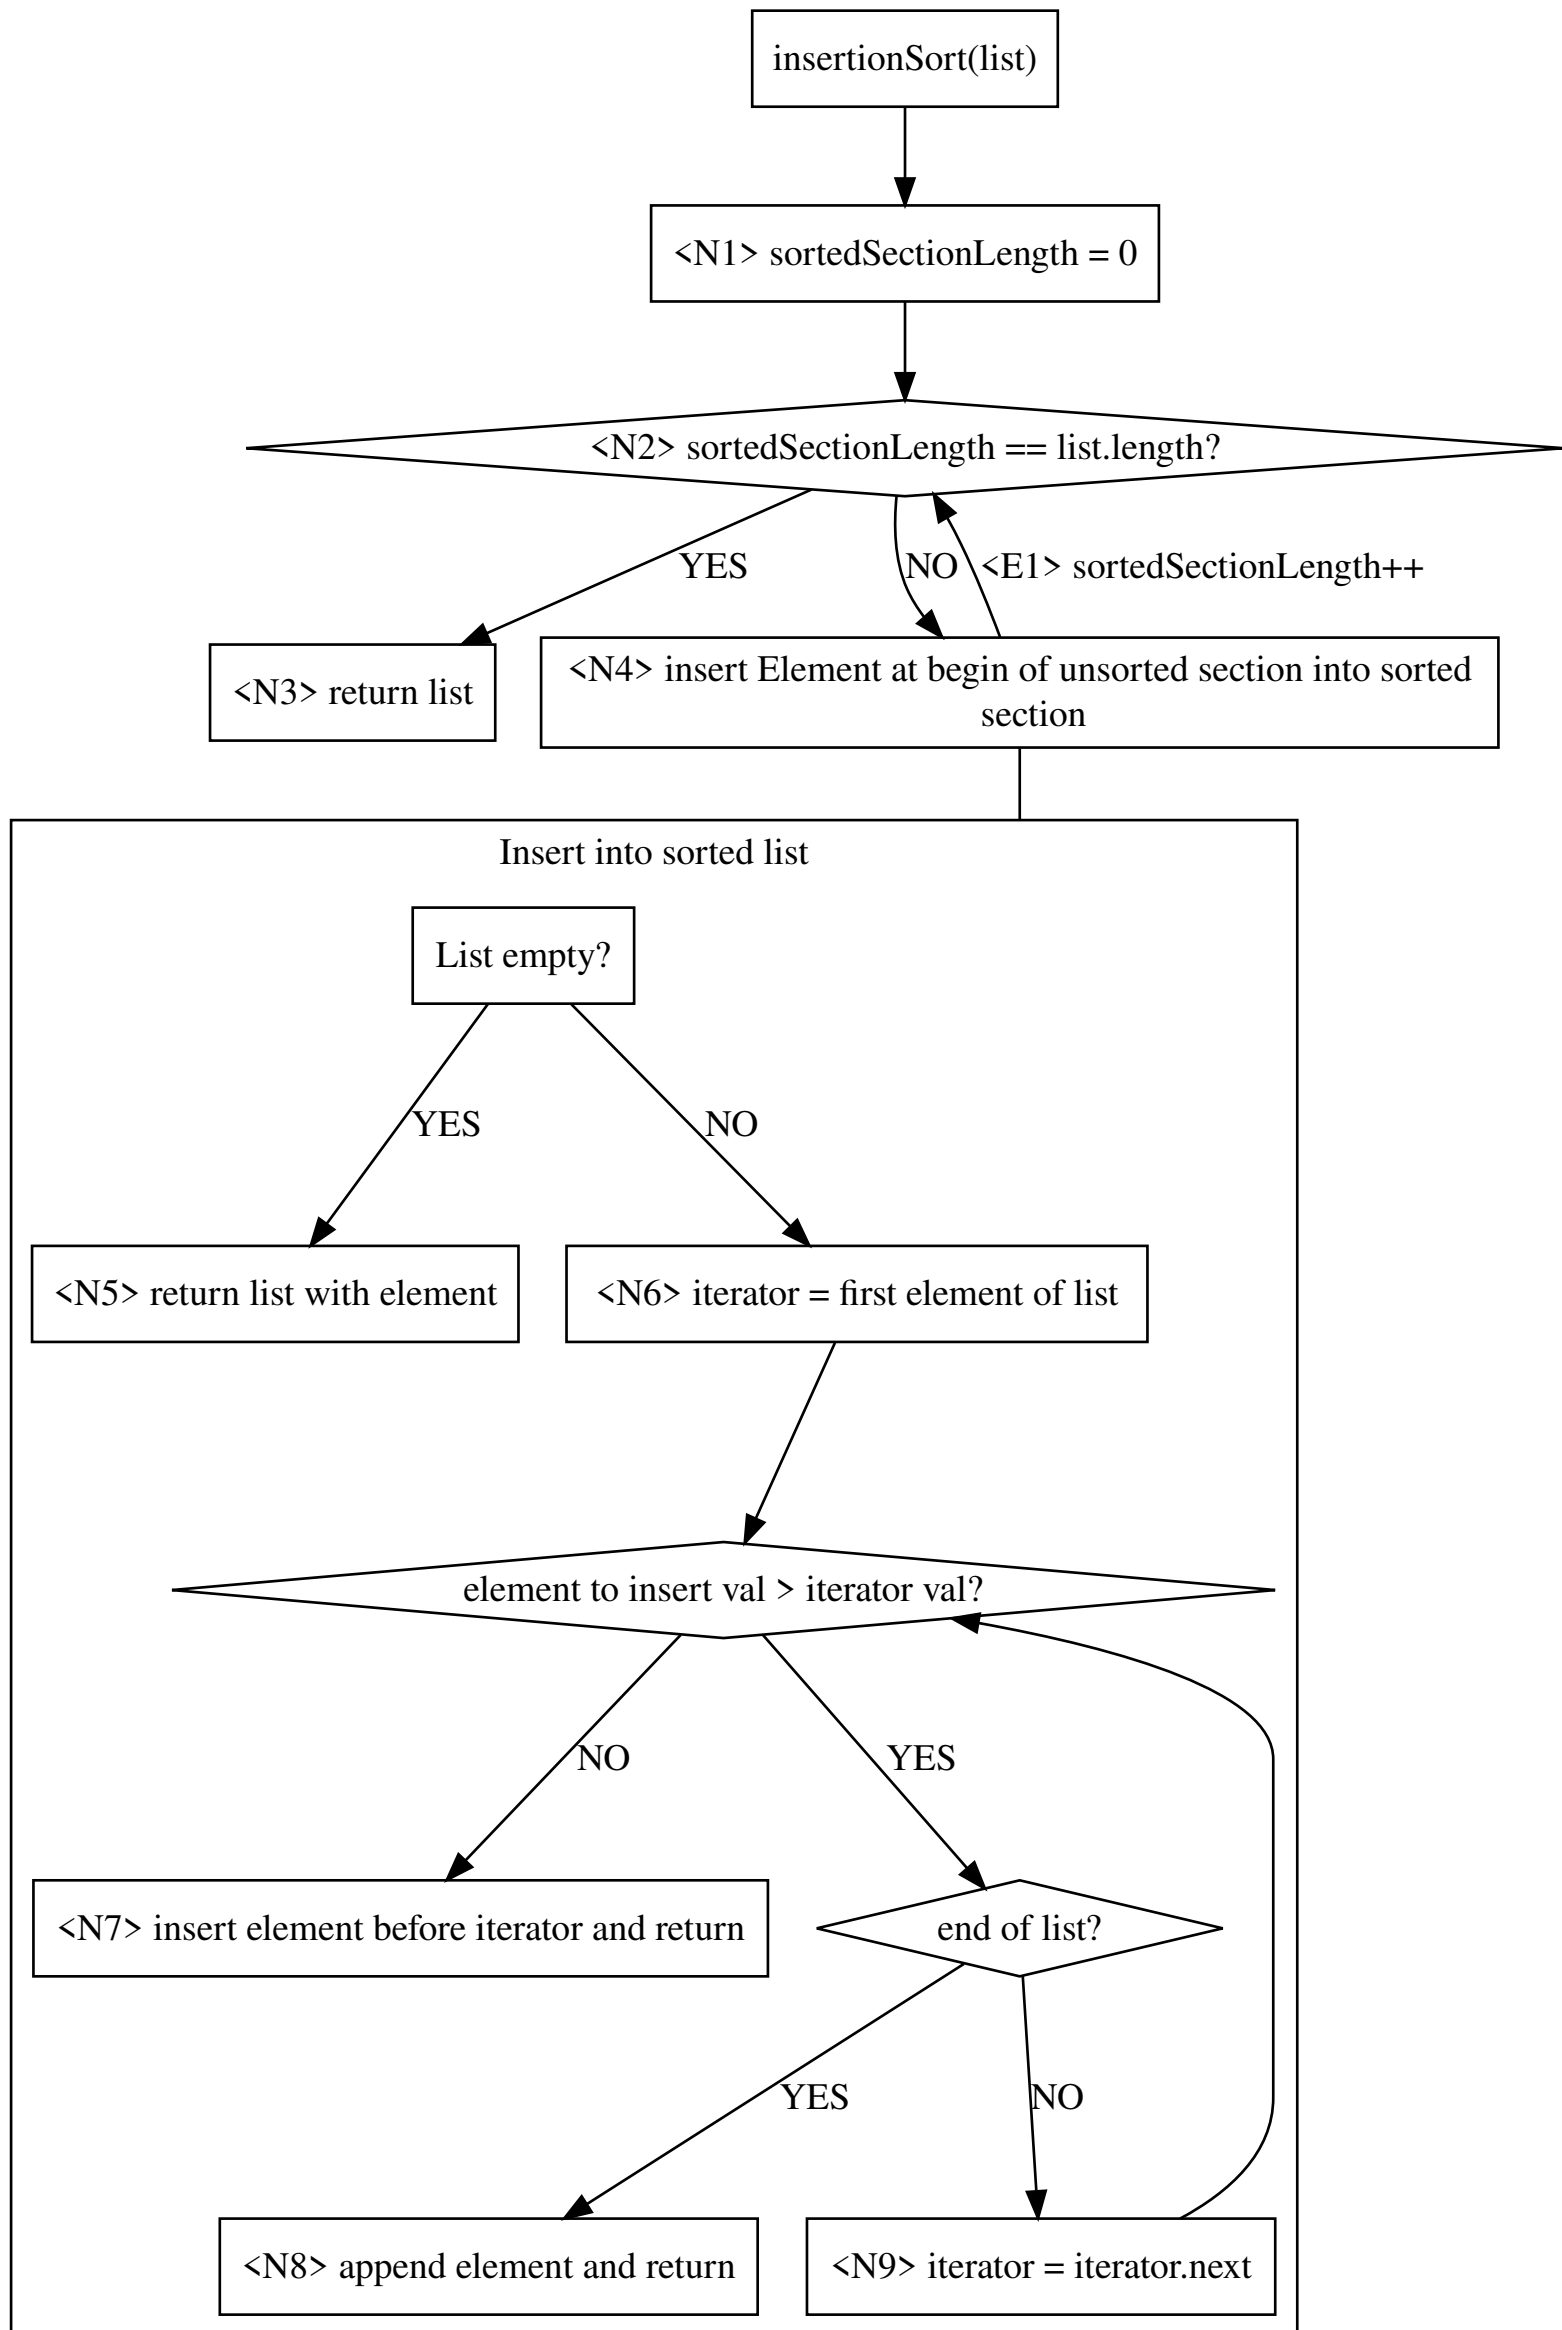 insertionSort(list)
<N1> sortedSectionLength = 0
<N2> sortedSectionLength == list.length?
YES
NO
<E1> sortedSectionLength++
<N3> return list
<N4> insert Element at begin of unsorted section into sorted
section
Insert into sorted list
List empty?
YES
NO
<N5> return list with element
<N6> iterator = first element of list
element to insert val > iterator val?
NO
YES
<N7> insert element before iterator and return
end of list?
YES
NO
<N8> append element and return
<N9> iterator = iterator.next